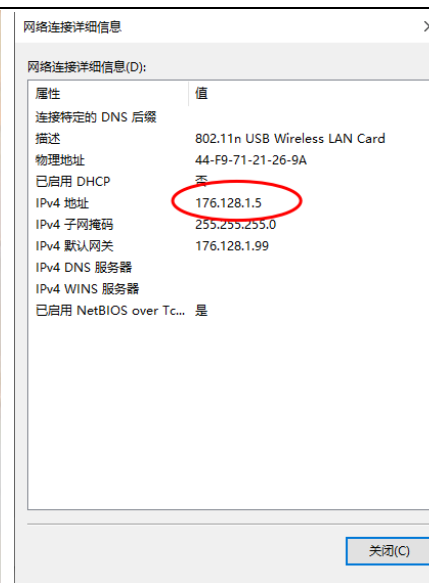 网络连接详细信息
网络连接详细信息(D):
属性 值
连接特定的 DNS 后缀
描述 802.11n USB Wireless LAN Card
物理地址 44-F9-71-21-26-9A
已启用 DHCP 否
IPv4 地址 176.128.1.5
IPv4 子网掩码 255.255.255.0
IPv4 默认网关 176.128.1.99
IPv4 DNS 服务器
IPv4 WINS 服务器
已启用 NetBIOS over Tc... 是
关闭(C)